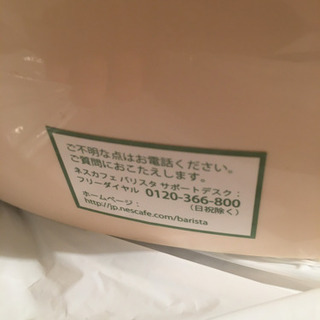 ご不明な点はお電話ください。
ご質問におこたえします。
ネスカフェ バリスタ サポートデスク：
フリーダイヤル 0120-366-800
（日祝除く）
ホームページ：
http://jp.nescafe.com/barista